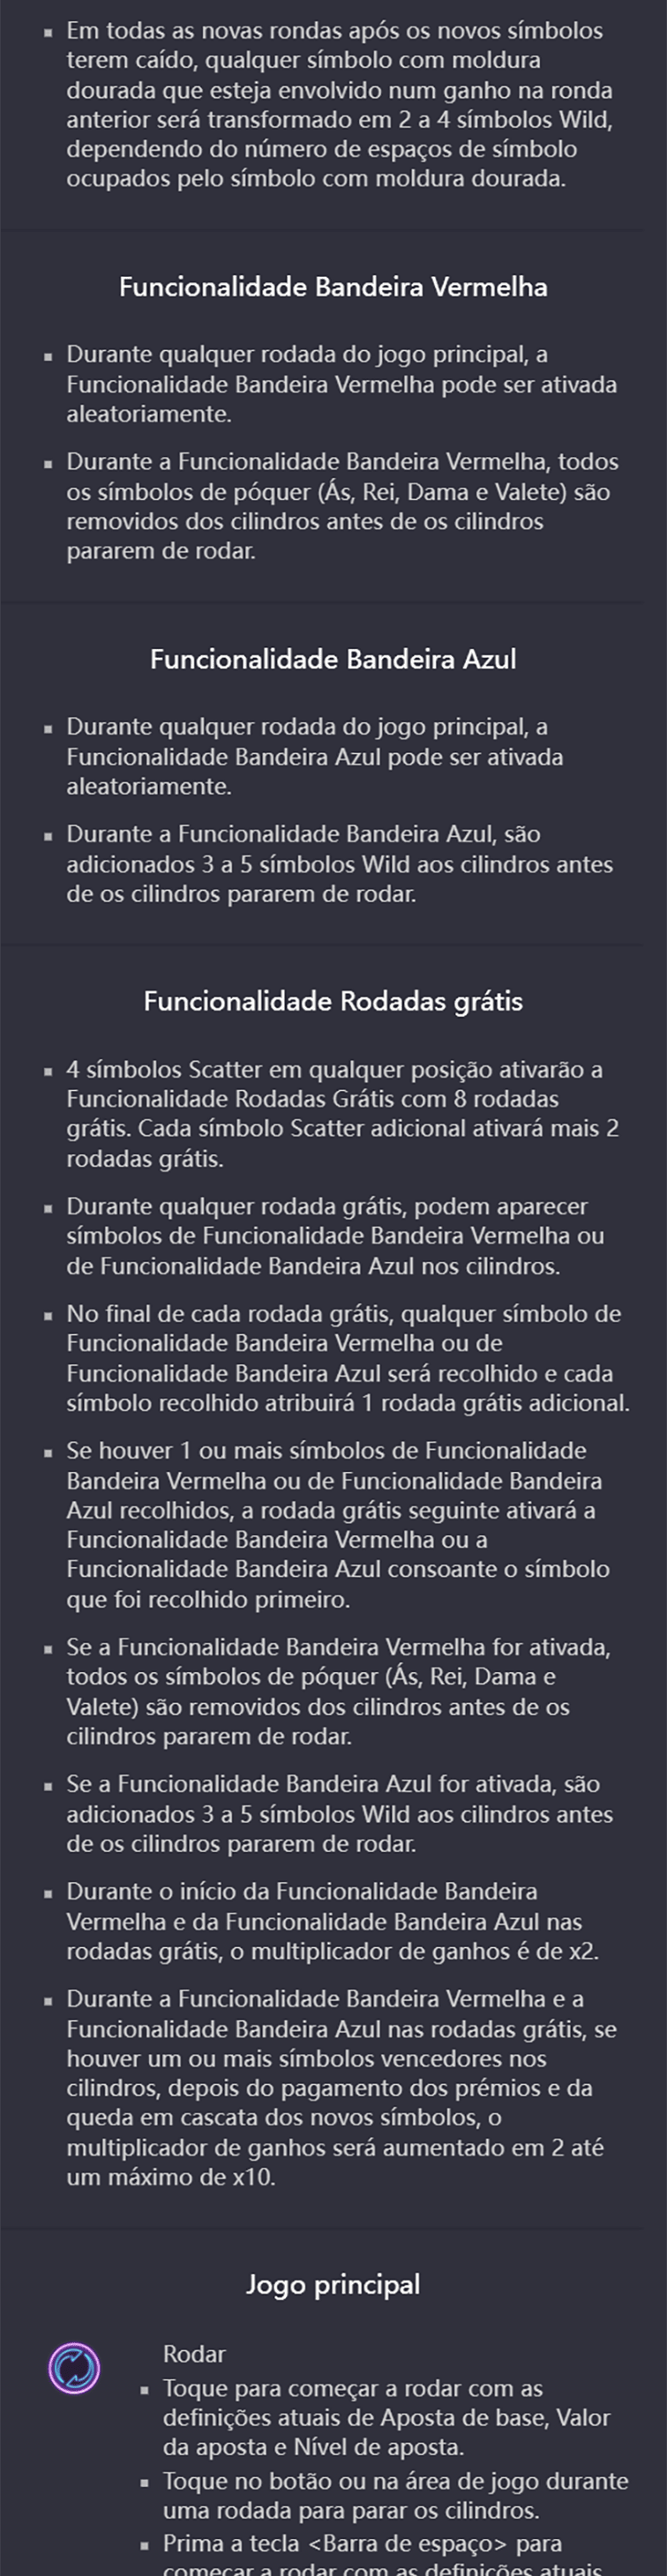 ▪ Em todas as novas rondas após os novos símbolos
terem caído, qualquer símbolo com moldura
dourada que esteja envolvido num ganho na ronda
anterior será transformado em 2 a 4 símbolos Wild,
dependendo do número de espaços de símbolo
ocupados pelo símbolo com moldura dourada.
Funcionalidade Bandeira Vermelha
▪ Durante qualquer rodada do jogo principal, a
Funcionalidade Bandeira Vermelha pode ser ativada
aleatoriamente.
▪ Durante a Funcionalidade Bandeira Vermelha, todos
os símbolos de póquer (Ás, Rei, Dama e Valete) são
removidos dos cilindros antes de os cilindros
pararem de rodar.
Funcionalidade Bandeira Azul
▪ Durante qualquer rodada do jogo principal, a
Funcionalidade Bandeira Azul pode ser ativada
aleatoriamente.
▪ Durante a Funcionalidade Bandeira Azul, são
adicionados 3 a 5 símbolos Wild aos cilindros antes
de os cilindros pararem de rodar.
Funcionalidade Rodadas grátis
▪ 4 símbolos Scatter em qualquer posição ativarão a
Funcionalidade Rodadas Grátis com 8 rodadas
grátis. Cada símbolo Scatter adicional ativará mais 2
rodadas grátis.
▪ Durante qualquer rodada grátis, podem aparecer
símbolos de Funcionalidade Bandeira Vermelha ou
de Funcionalidade Bandeira Azul nos cilindros.
▪ No final de cada rodada grátis, qualquer símbolo de
Funcionalidade Bandeira Vermelha ou de
Funcionalidade Bandeira Azul será recolhido e cada
símbolo recolhido atribuirá 1 rodada grátis adicional.
▪ Se houver 1 ou mais símbolos de Funcionalidade
Bandeira Vermelha ou de Funcionalidade Bandeira
Azul recolhidos, a rodada grátis seguinte ativará a
Funcionalidade Bandeira Vermelha ou a
Funcionalidade Bandeira Azul consoante o símbolo
que foi recolhido primeiro.
▪ Se a Funcionalidade Bandeira Vermelha for ativada,
todos os símbolos de póquer (Ás, Rei, Dama e
Valete) são removidos dos cilindros antes de os
cilindros pararem de rodar.
▪ Se a Funcionalidade Bandeira Azul for ativada, são
adicionados 3 a 5 símbolos Wild aos cilindros antes
de os cilindros pararem de rodar.
▪ Durante o início da Funcionalidade Bandeira
Vermelha e da Funcionalidade Bandeira Azul nas
rodadas grátis, o multiplicador de ganhos é de x2.
▪ Durante a Funcionalidade Bandeira Vermelha e a
Funcionalidade Bandeira Azul nas rodadas grátis, se
houver um ou mais símbolos vencedores nos
cilindros, depois do pagamento dos prémios e da
queda em cascata dos novos símbolos, o
multiplicador de ganhos será aumentado em 2 até
um máximo de x10.
Jogo principal
Rodar
▪ Toque para começar a rodar com as
definições atuais de Aposta de base, Valor
da aposta e Nível de aposta.
▪ Toque no botão ou na área de jogo durante
uma rodada para parar os cilindros.
▪ Prima a tecla <Barra de espaço> para
começar a rodar com as definições atuais